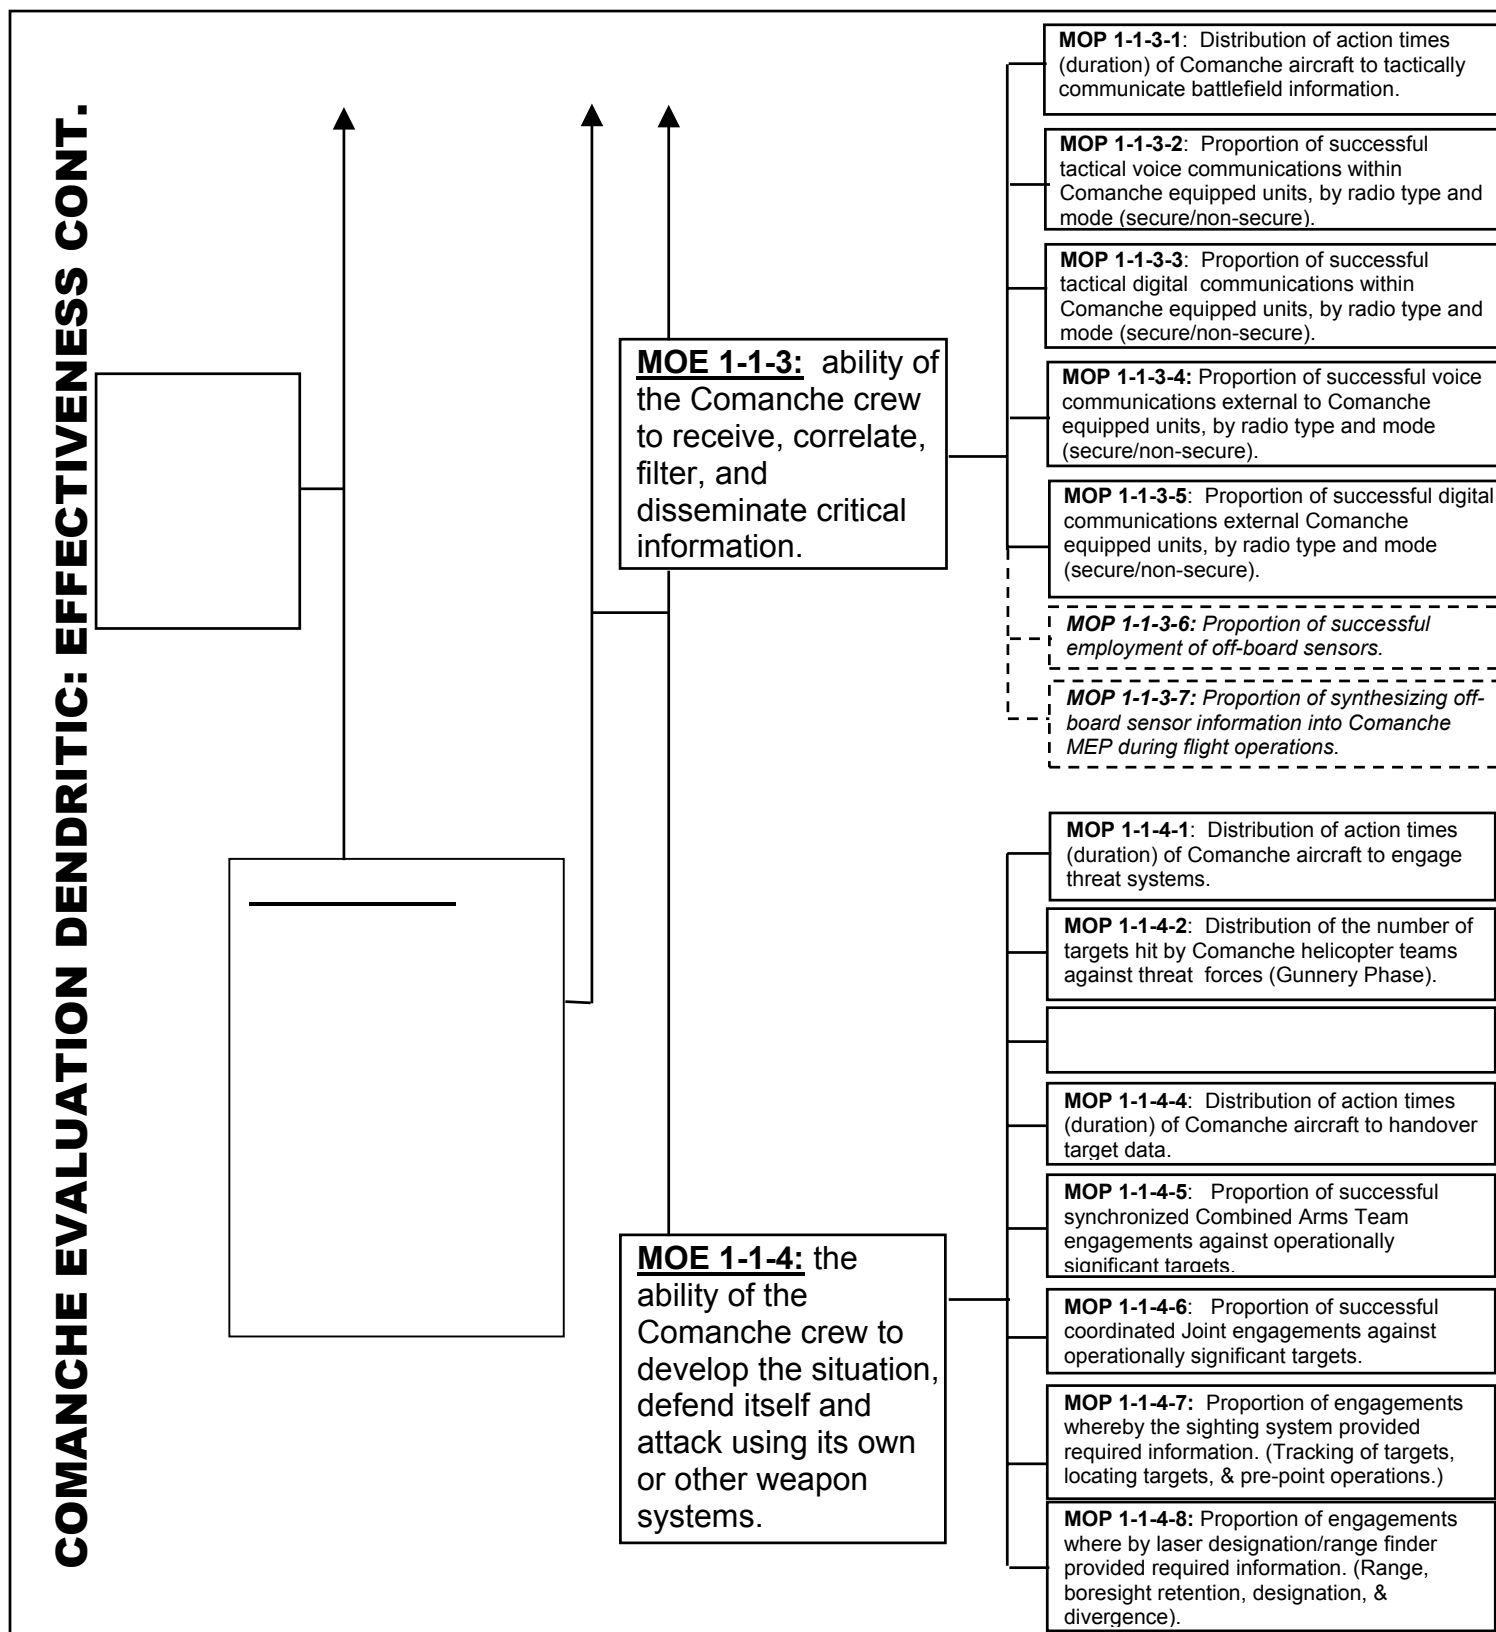 COMANCHE EVALUATION DENDRITIC: EFFECTIVENESS CONT.
MOE 1-1-3: ability of
the Comanche crew
to receive, correlate,
filter, and
disseminate critical
information.
MOP 1-1-3-1: Distribution of action times
(duration) of Comanche aircraft to tactically
communicate battlefield information.
MOP 1-1-3-2: Proportion of successful
tactical voice communications within
Comanche equipped units, by radio type and
mode (secure/non-secure).
MOP 1-1-3-3: Proportion of successful
tactical digital communications within
Comanche equipped units, by radio type and
mode (secure/non-secure).
MOP 1-1-3-4: Proportion of successful voice
communications external to Comanche
equipped units, by radio type and mode
(secure/non-secure).
MOP 1-1-3-5: Proportion of successful digital
communications external Comanche
equipped units, by radio type and mode
(secure/non-secure).
MOP 1-1-3-6: Proportion of successful
employment of off-board sensors.
MOP 1-1-3-7: Proportion of synthesizing off-
board sensor information into Comanche
MEP during flight operations.
MOE 1-1-4: the
ability of the
Comanche crew to
develop the situation,
defend itself and
attack using its own
or other weapon
systems.
MOP 1-1-4-1: Distribution of action times
(duration) of Comanche aircraft to engage
threat systems.
MOP 1-1-4-2: Distribution of the number of
targets hit by Comanche helicopter teams
against threat forces (Gunnery Phase).
MOP 1-1-4-4: Distribution of action times
(duration) of Comanche aircraft to handover
target data.
MOP 1-1-4-5: Proportion of successful
synchronized Combined Arms Team
engagements against operationally
significant targets.
MOP 1-1-4-6: Proportion of successful
coordinated Joint engagements against
operationally significant targets.
MOP 1-1-4-7: Proportion of engagements
whereby the sighting system provided
required information. (Tracking of targets,
locating targets, & pre-point operations.)
MOP 1-1-4-8: Proportion of engagements
where by laser designation/range finder
provided required information. (Range,
boresight retention, designation, &
divergence).